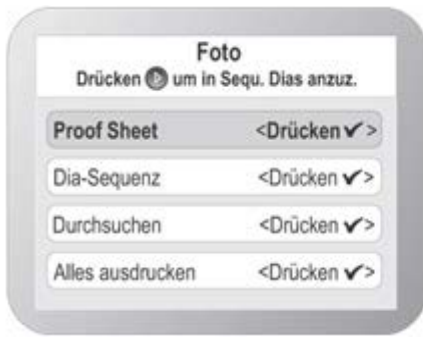 Foto
Drücken um in Sequ. Dias anzuz.
Proof Sheet <Drücken ✔>
Dia-Sequenz <Drücken ✔>
Durchsuchen <Drücken ✔>
Alles ausdrucken <Drücken ✔>